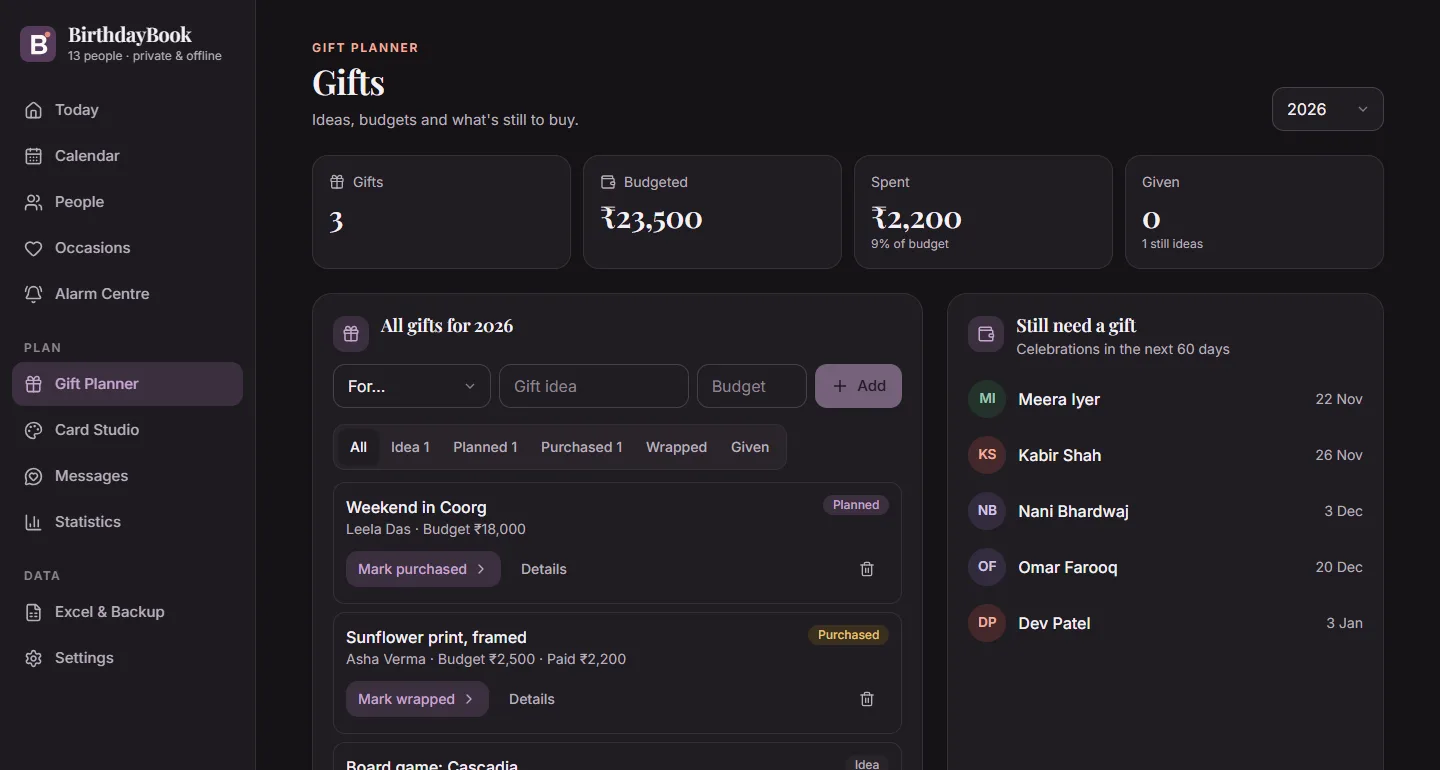 BirthdayBook
13 people · private & offline
Today
Calendar
People
Occasions
Alarm Centre
PLAN
Gift Planner
Card Studio
Messages
Statistics
DATA
Excel & Backup
Settings
GIFT PLANNER
Gifts
Ideas, budgets and what's still to buy.
2026
Gifts
3
Budgeted
₹23,500
Spent
₹2,200
9% of budget
Given
0
1 still ideas
All gifts for 2026
For...
Gift idea
Budget
Add
All
Idea 1
Planned 1
Purchased 1
Wrapped
Given
Weekend in Coorg
Planned
Leela Das · Budget ₹18,000
Mark purchased
Details
Sunflower print, framed
Purchased
Asha Verma · Budget ₹2,500 · Paid ₹2,200
Mark wrapped
Details
Board game: Cascadia
Idea
Still need a gift
Celebrations in the next 60 days
MI
Meera Iyer
22 Nov
KS
Kabir Shah
26 Nov
NB
Nani Bhardwaj
3 Dec
OF
Omar Farooq
20 Dec
DP
Dev Patel
3 Jan